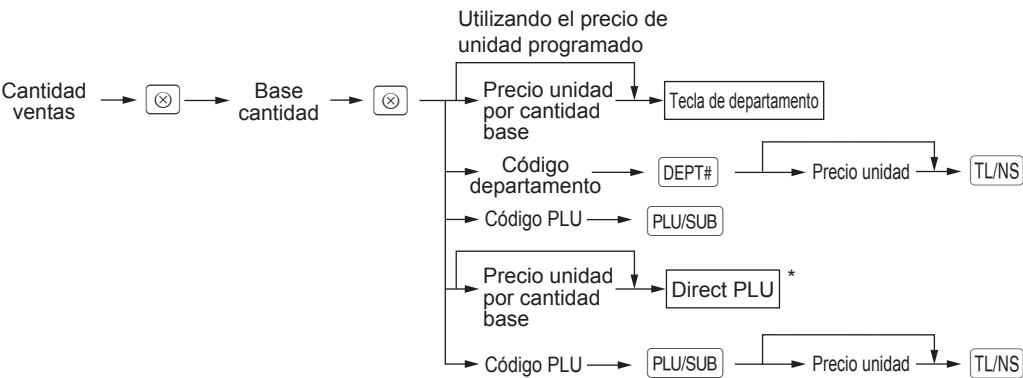 Utilizando el precio de
unidad programado
Cantidad
ventas
⊗
Base
cantidad
⊗
Precio unidad
por cantidad
base
Tecla de departamento
Código
departamento
DEPT#
Precio unidad
TL/NS
Código PLU
PLU/SUB
Precio unidad
por cantidad
base
Direct PLU
*
Código PLU
PLU/SUB
Precio unidad
TL/NS